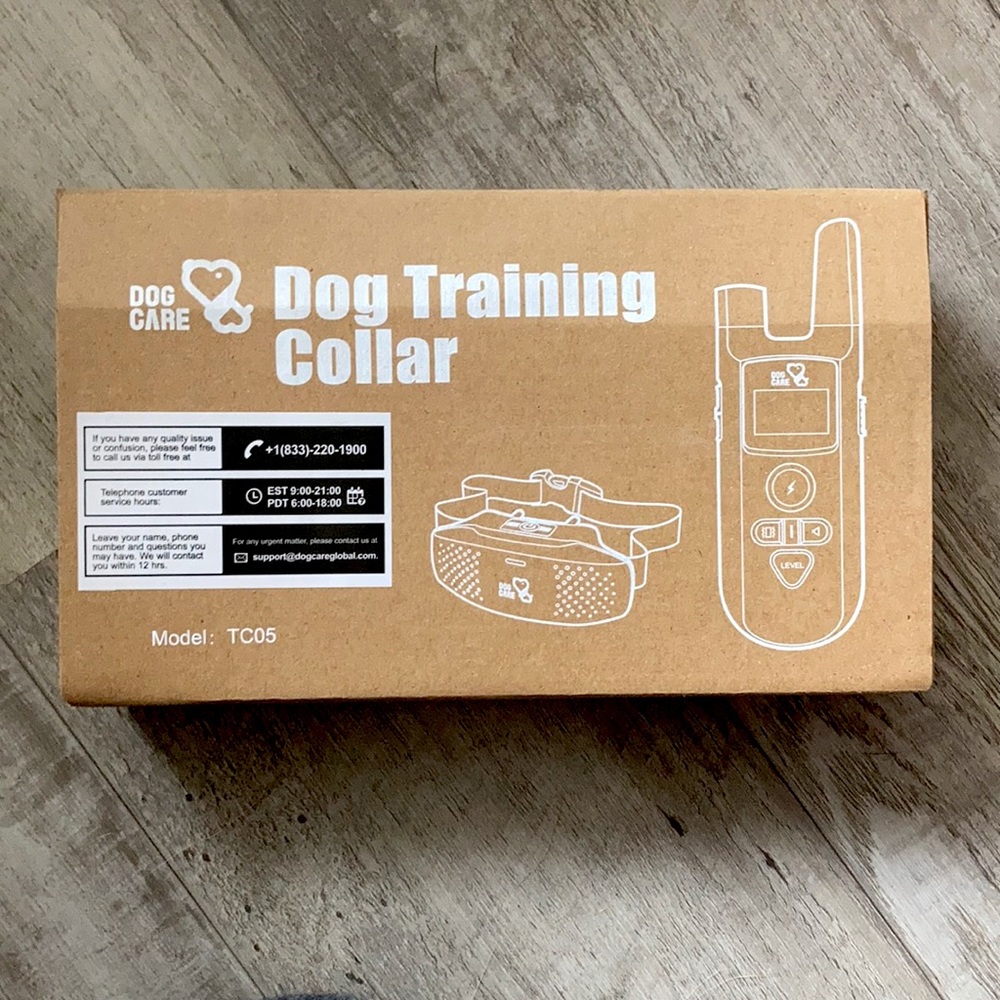 DOG
CARE
Dog Training
Collar
If you have any quality issue
or confusion, please feel free
to call us via toll free at
+1(833)-220-1900
Telephone customer
service hours:
EST 9:00-21:00
PDT 6:00-18:00
Leave your name, phone
number and questions you
may have. We will contact
you within 12 hrs.
For any urgent matter, please contact us at
support@dogcareglobal.com.
Model: TC05
DOG
CARE
DOG
CARE
LEVEL